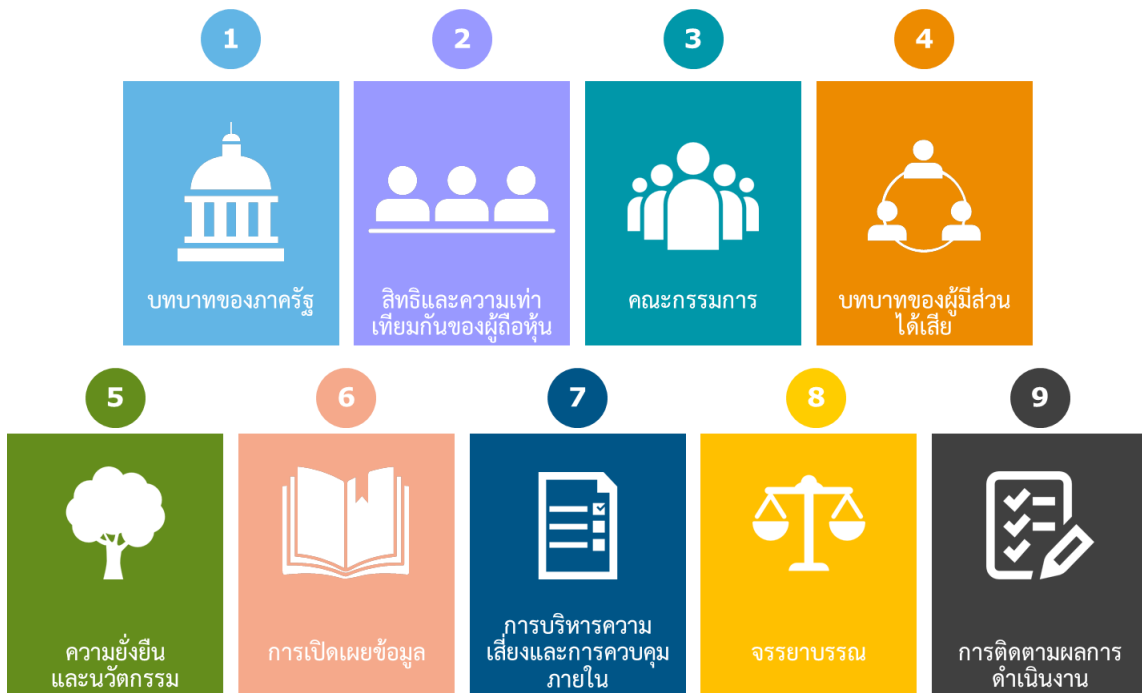 1
บทบาทของภาครัฐ
2
สิทธิและความเท่า
เทียมกันของผู้ถือหุ้น
3
คณะกรรมการ
4
บทบาทของผู้มีส่วน
ได้เสีย
5
ความยั่งยืน
และนวัตกรรม
6
การเปิดเผยข้อมูล
7
การบริหารความ
เสี่ยงและการควบคุม
ภายใน
8
จรรยาบรรณ
9
การติดตามผลการ
ดำเนินงาน